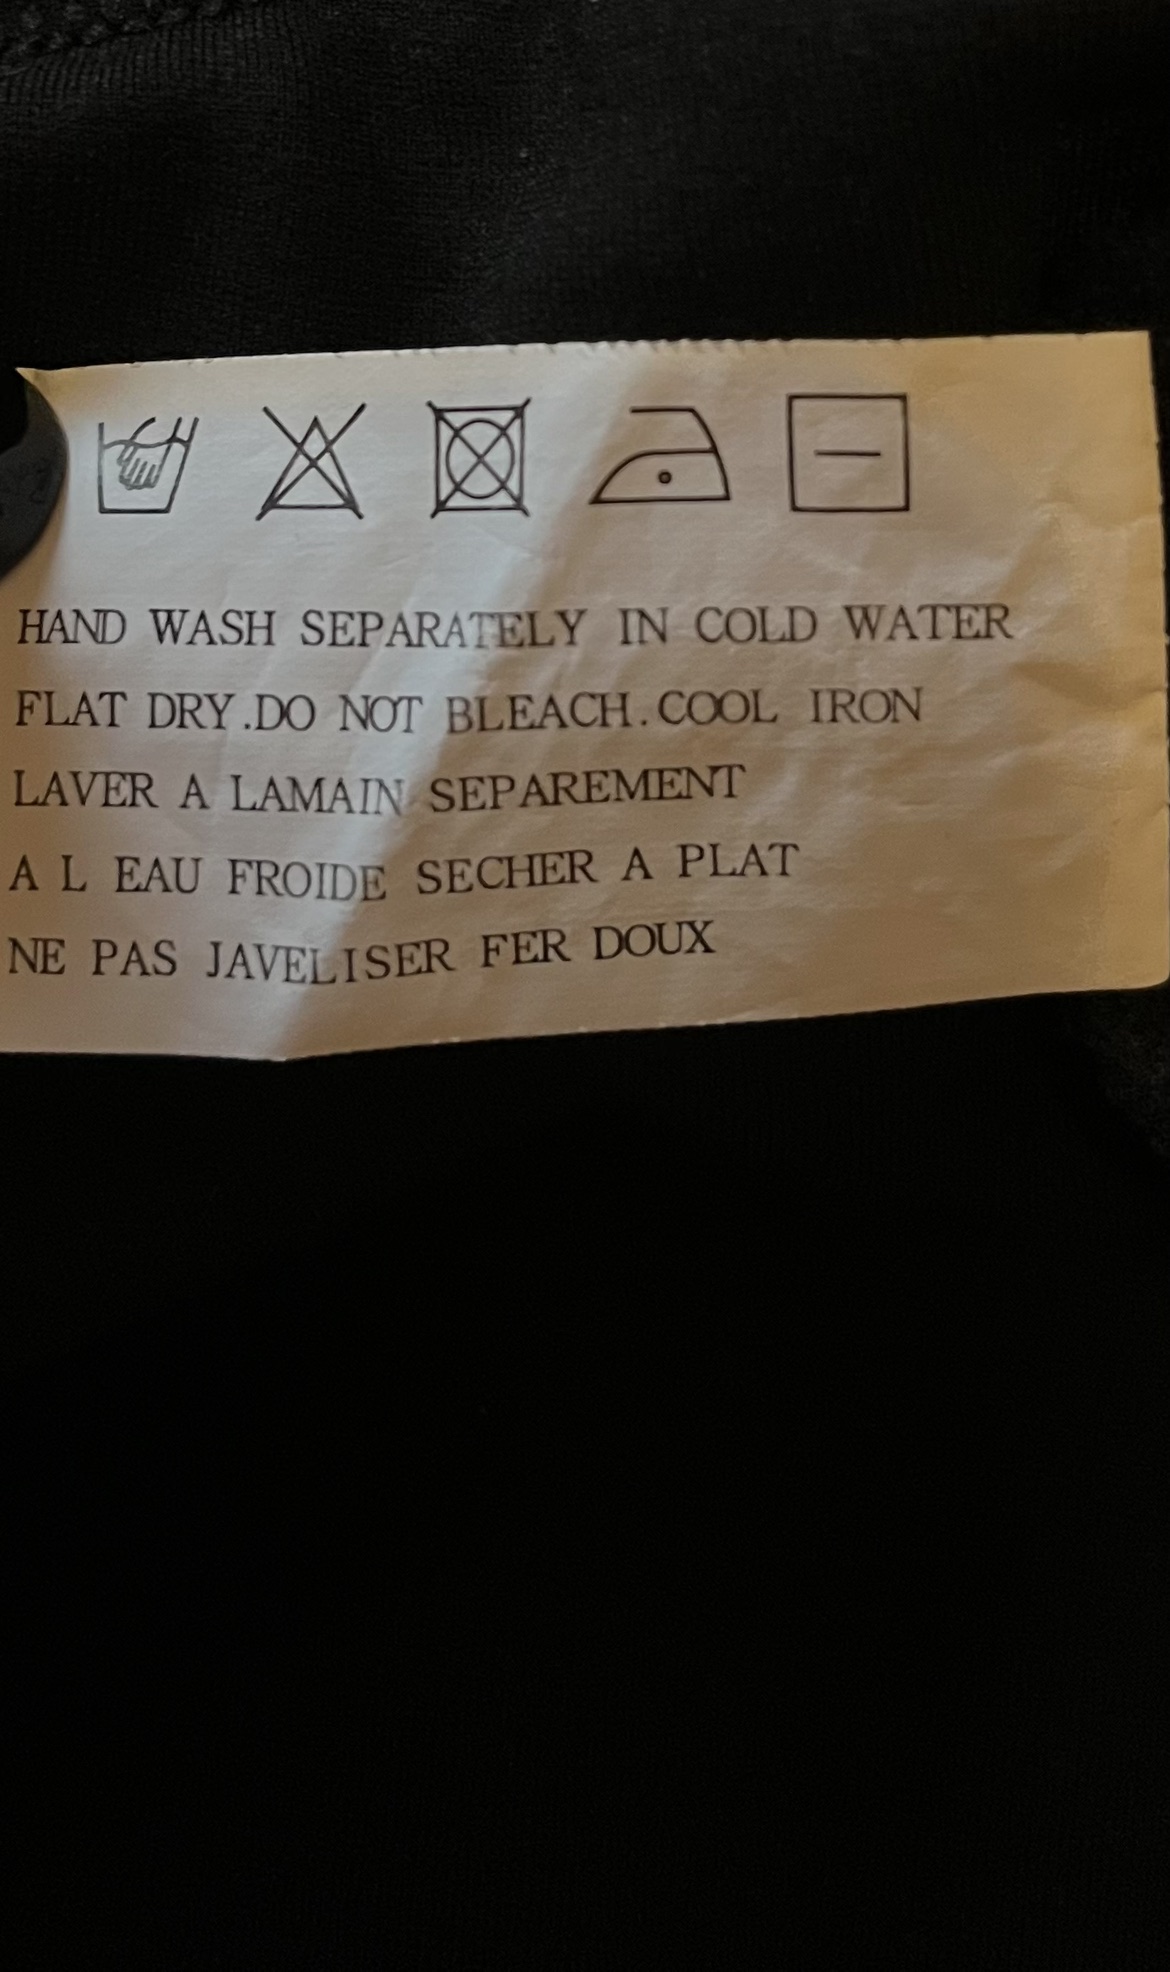 HAND WASH SEPARATELY IN COLD WATER
FLAT DRY.DO NOT BLEACH.COOL IRON
LAVER A LAMAIN SEPAREMENT
A L EAU FROIDE SECHER A PLAT
NE PAS JAVELISER FER DOUX